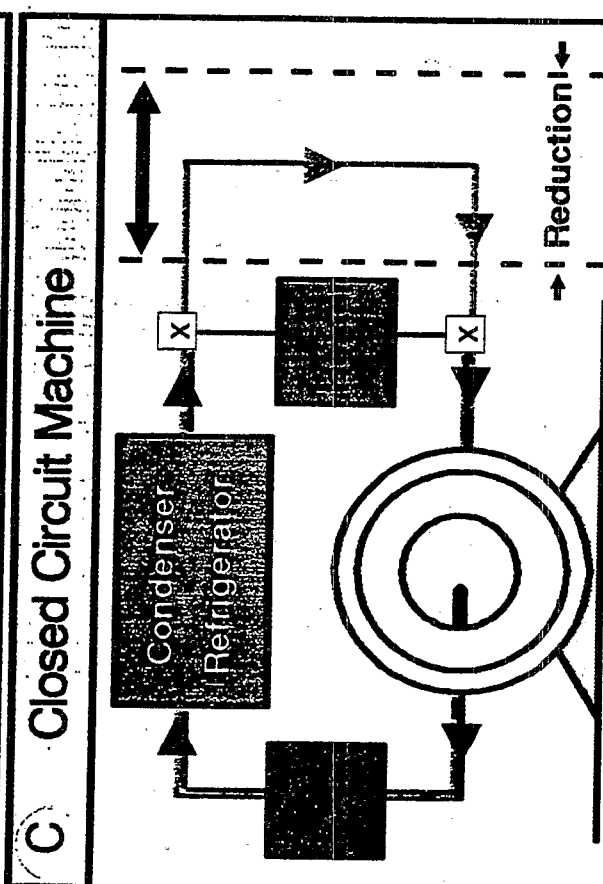 C Closed Circuit Machine
Condenser
Refrigerator
X
X
Reduction